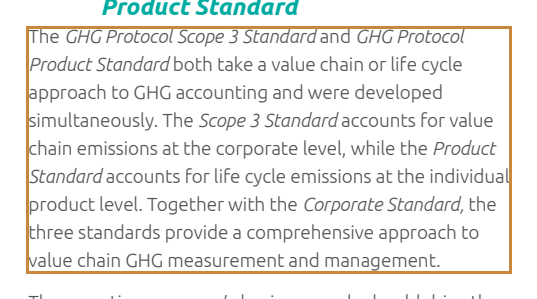 Product Standard
The GHG Protocol Scope 3 Standard and GHG Protocol
Product Standard both take a value chain or life cycle
approach to GHG accounting and were developed
simultaneously. The Scope 3 Standard accounts for value
chain emissions at the corporate level, while the Product
Standard accounts for life cycle emissions at the individual
product level. Together with the Corporate Standard, the
three standards provide a comprehensive approach to
value chain GHG measurement and management.